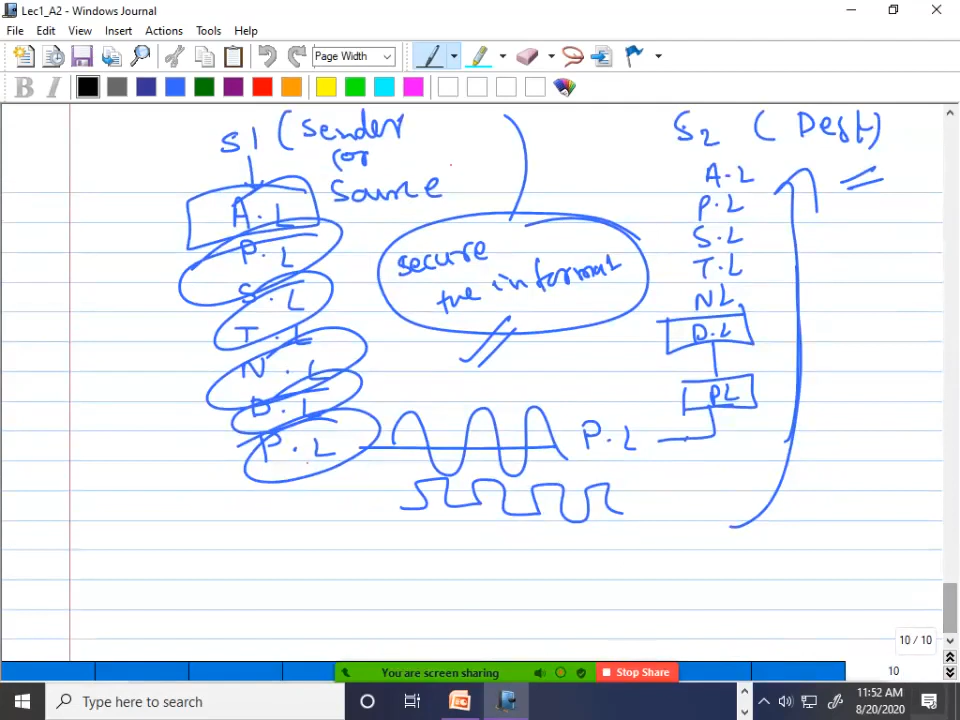 Lec1_A2 - Windows Journal
File Edit View Insert Actions Tools Help
Page Width
B I
S1 (sender
(or
source
A.L
P.L
S.L
T.L
N.L
D.L
P.L
secure
the informat
P.L
S2 (Dest)
A.L
P.L
S.L
T.L
NL
D.L
PL
10 / 10
10
You are screen sharing
Stop Share
Type here to search
11:52 AM
8/20/2020